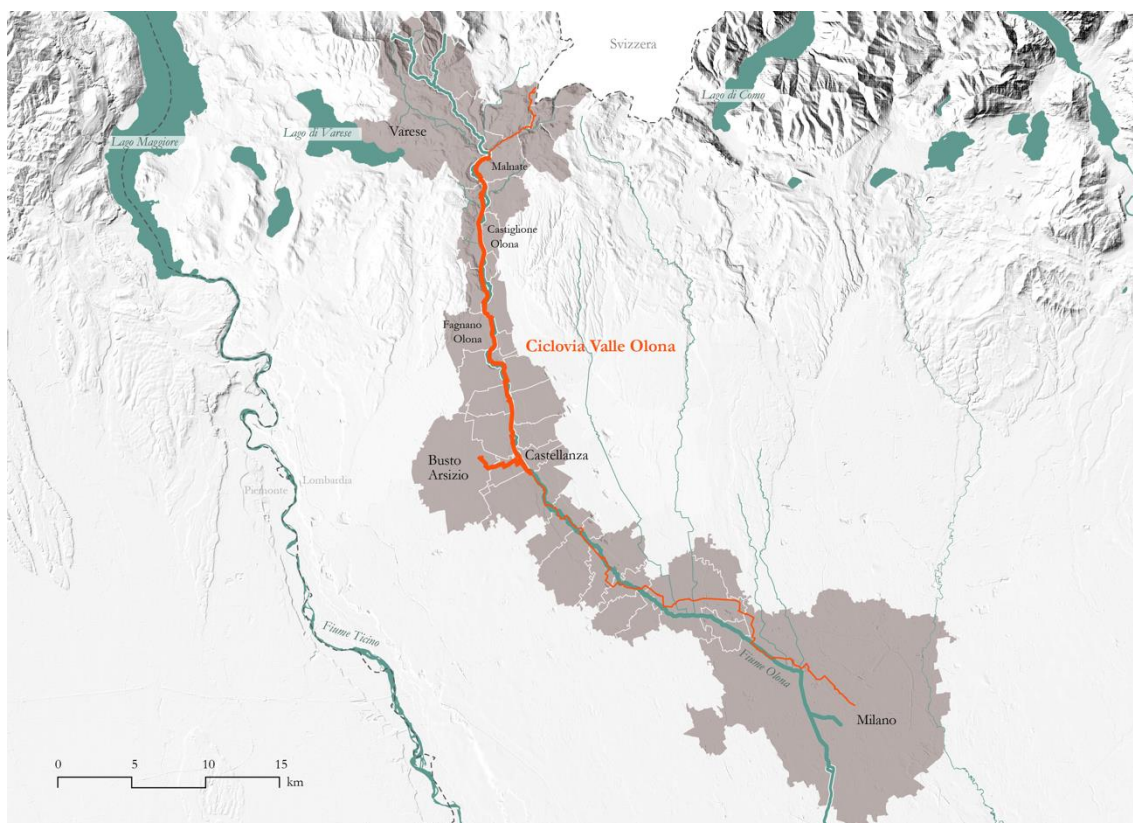 Svizzera
Lago di Como
Lago Maggiore
Lago di Varese
Varese
Malnate
Castiglione
Olona
Fagnano
Olona
Ciclovia Valle Olona
Busto
Arsizio
Castellanza
Piemonte
Lombardia
Fiume Ticino
Fiume Olona
Milano
0 5 10 15
km